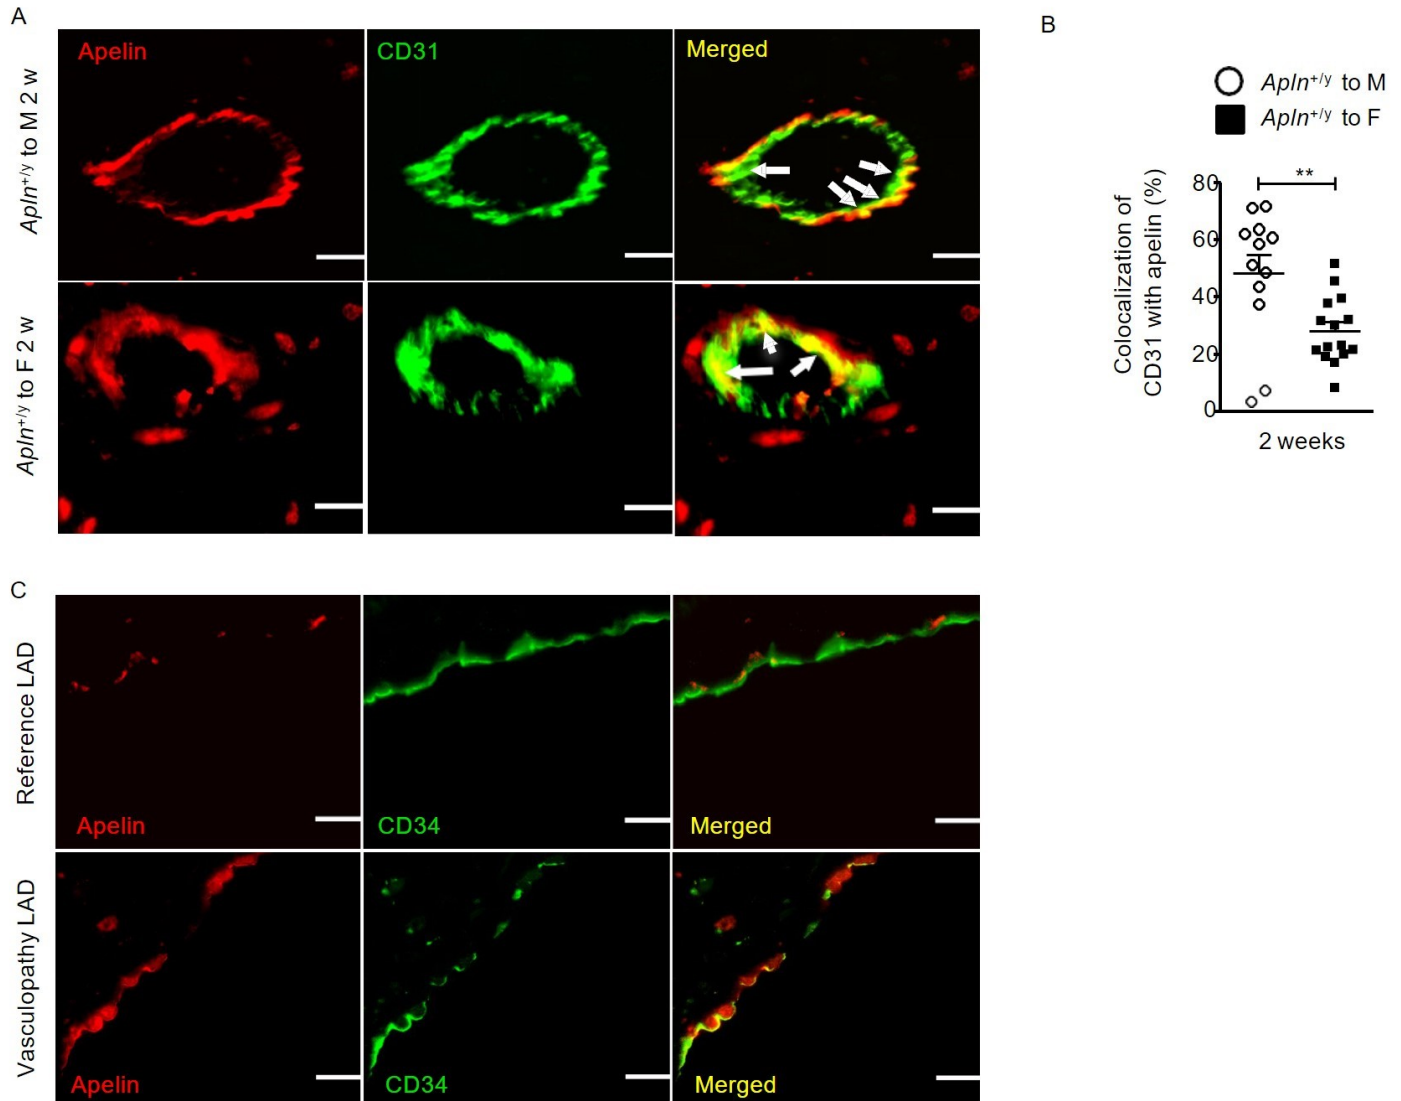 A
Apln+/y to M 2 w
Apelin
CD31
Merged
Apln+/y to F 2 w
B
Apln+/y to M
Apln+/y to F
Colocalization of
CD31 with apelin (%)
80
60
40
20
0
**
2 weeks
C
Reference LAD
Apelin
CD34
Merged
Vasculopathy LAD
Apelin
CD34
Merged